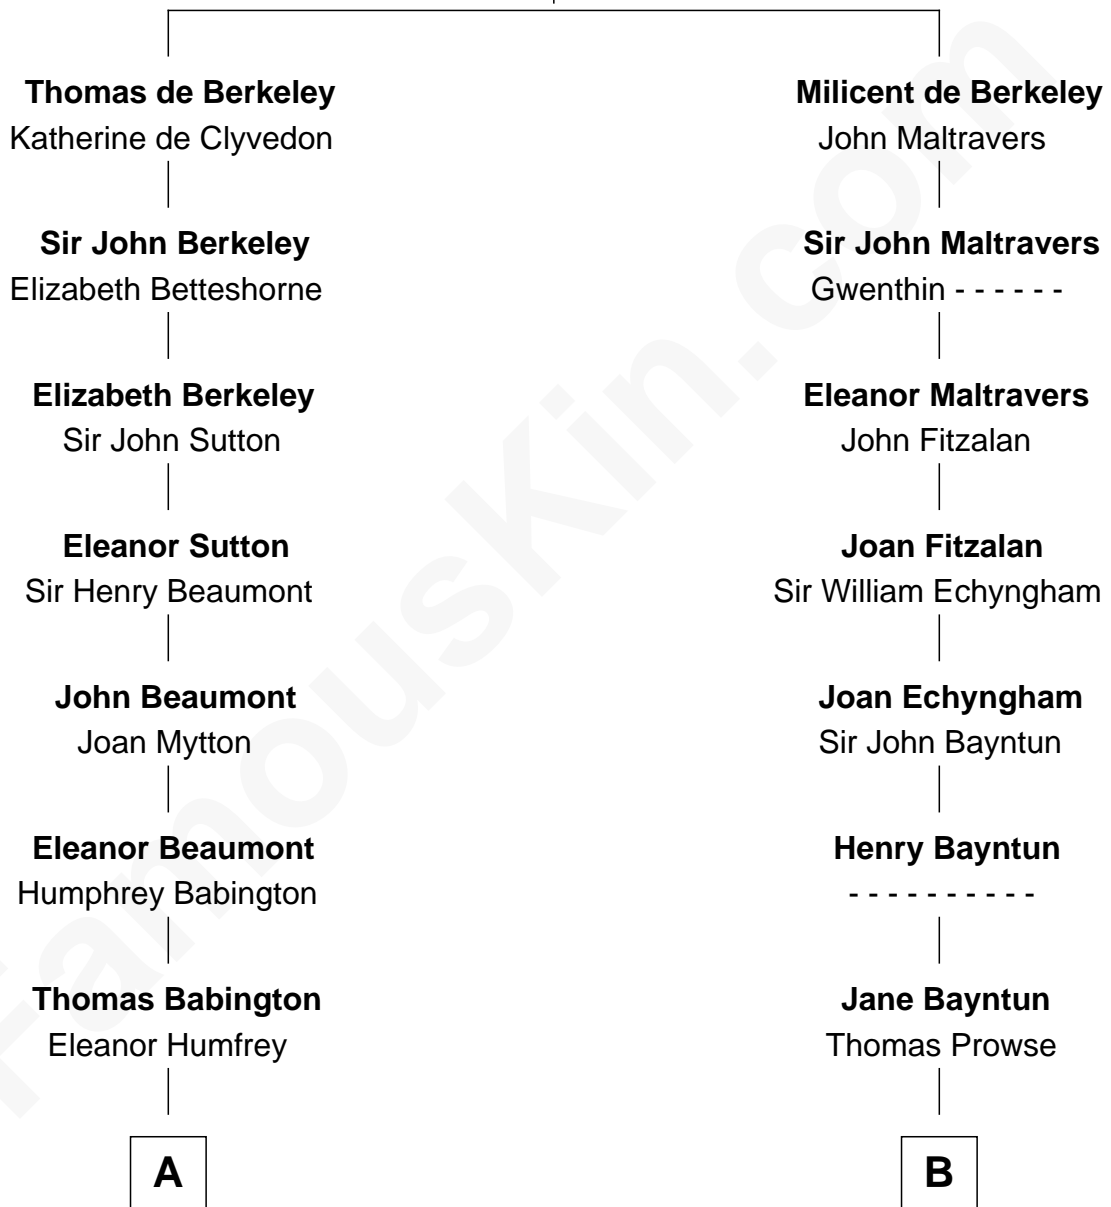 Thomas de Berkeley
Katherine de Clyvedon
Sir John Berkeley
Elizabeth Betteshorne
Elizabeth Berkeley
Sir John Sutton
Eleanor Sutton
Sir Henry Beaumont
John Beaumont
Joan Mytton
Eleanor Beaumont
Humphrey Babington
Thomas Babington
Eleanor Humfrey
A
Milicent de Berkeley
John Maltravers
Sir John Maltravers
Gwenthin - - - - - -
Eleanor Maltravers
John Fitzalan
Joan Fitzalan
Sir William Echyngham
Joan Echyngham
Sir John Bayntun
Henry Bayntun
- - - - - - - - - -
Jane Bayntun
Thomas Prowse
B
FamousKin.com